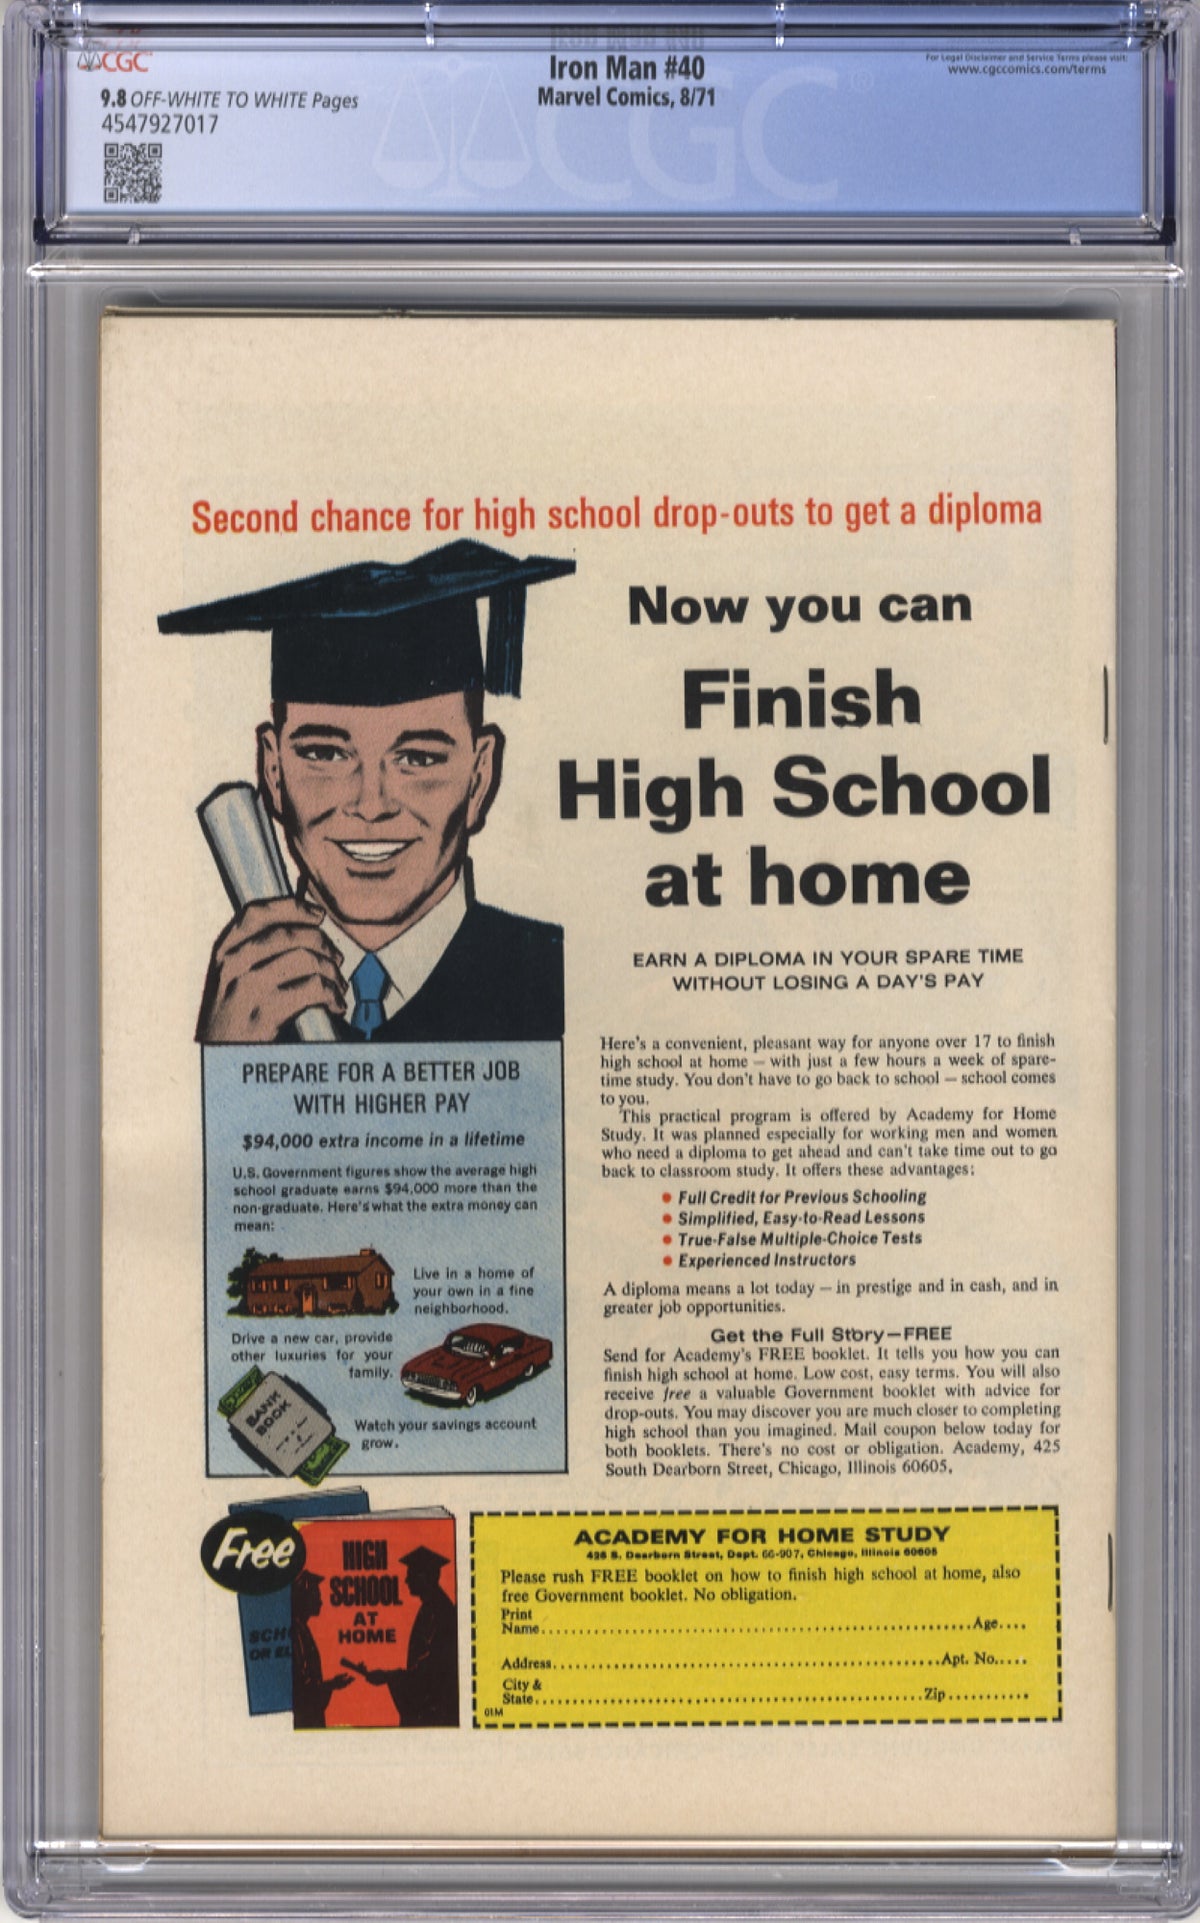 CGC
Iron Man #40
For Legal Disclaimer and Service Terms please visit:
www.cgccomics.com/terms
9.8 OFF-WHITE TO WHITE Pages
Marvel Comics, 8/71
4547927017
CGC
Second chance for high school drop-outs to get a diploma
Now you can
Finish
High School
at home
EARN A DIPLOMA IN YOUR SPARE TIME
WITHOUT LOSING A DAY'S PAY
PREPARE FOR A BETTER JOB
WITH HIGHER PAY
$94,000 extra income in a lifetime
U.S. Government figures show the average high
school graduate earns $94,000 more than the
non-graduate. Here's what the extra money can
mean:
Live in a home of
your own in a fine
neighborhood.
Drive a new car, provide
other luxuries for your
family.
BANK
BOOK
Watch your savings account
grow.
Here's a convenient, pleasant way for anyone over 17 to finish
high school at home — with just a few hours a week of spare-
time study. You don't have to go back to school — school comes
to you.
This practical program is offered by Academy for Home
Study. It was planned especially for working men and women
who need a diploma to get ahead and can't take time out to go
back to classroom study. It offers these advantages:
• Full Credit for Previous Schooling
• Simplified, Easy-to-Read Lessons
• True-False Multiple-Choice Tests
• Experienced Instructors
A diploma means a lot today — in prestige and in cash, and in
greater job opportunities.
Get the Full Story—FREE
Send for Academy's FREE booklet. It tells you how you can
finish high school at home. Low cost, easy terms. You will also
receive free a valuable Government booklet with advice for
drop-outs. You may discover you are much closer to completing
high school than you imagined. Mail coupon below today for
both booklets. There's no cost or obligation. Academy, 425
South Dearborn Street, Chicago, Illinois 60605.
Free
HIGH
SCHOOL
AT
HOME
SCH
OR EL
ACADEMY FOR HOME STUDY
425 S. Dearborn Street, Dept. 66-907, Chicago, Illinois 60605
Please rush FREE booklet on how to finish high school at home, also
free Government booklet. No obligation.
Print
Name..........Age....
Address..........Apt. No.....
City &
State..........Zip..........
01M